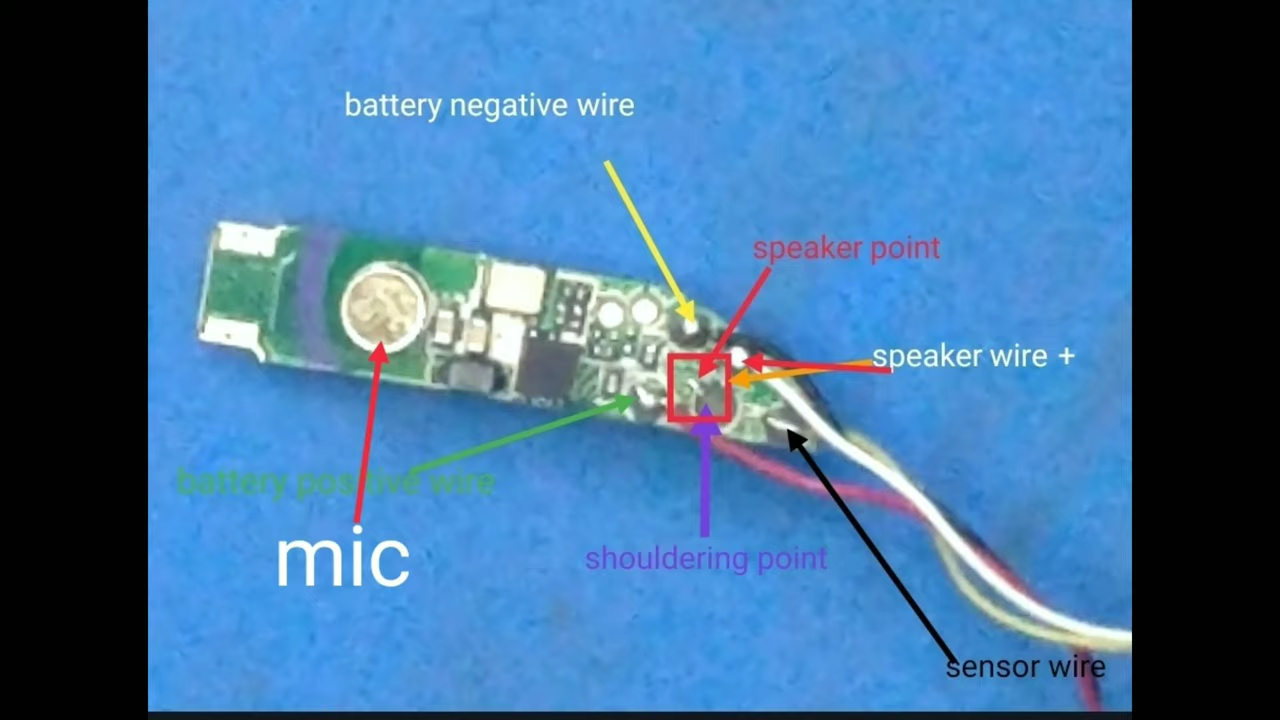 battery negative wire
speaker point
speaker wire +
battery positive wire
mic
shouldering point
sensor wire